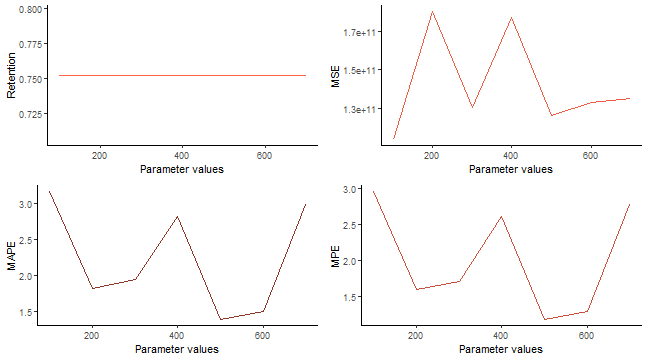 0.800
0.775
0.750
0.725
Retention
200
400
600
Parameter values
1.7e+11
1.5e+11
1.3e+11
MSE
200
400
600
Parameter values
3.0
2.5
2.0
1.5
MAPE
200
400
600
Parameter values
3.0
2.5
2.0
1.5
MPE
200
400
600
Parameter values